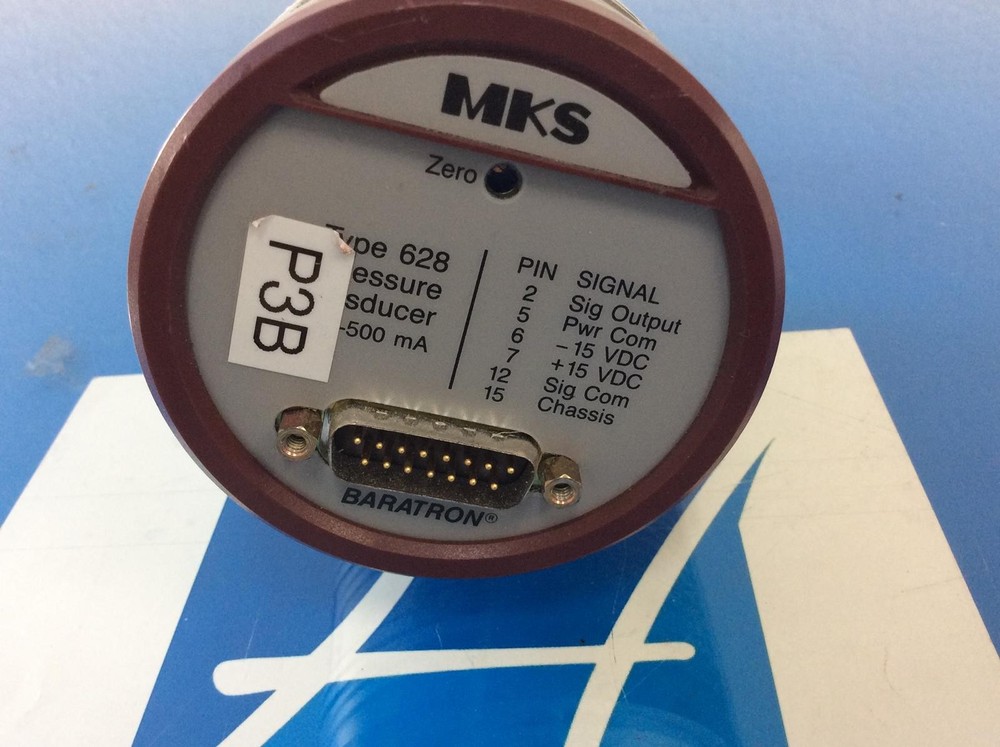 MKS
Zero
Type 628
essure
sducer
-500 mA
P3B
PIN SIGNAL
2 Sig Output
5 Pwr Com
6 -15 VDC
7 +15 VDC
12 Sig Com
15 Chassis
BARATRON®